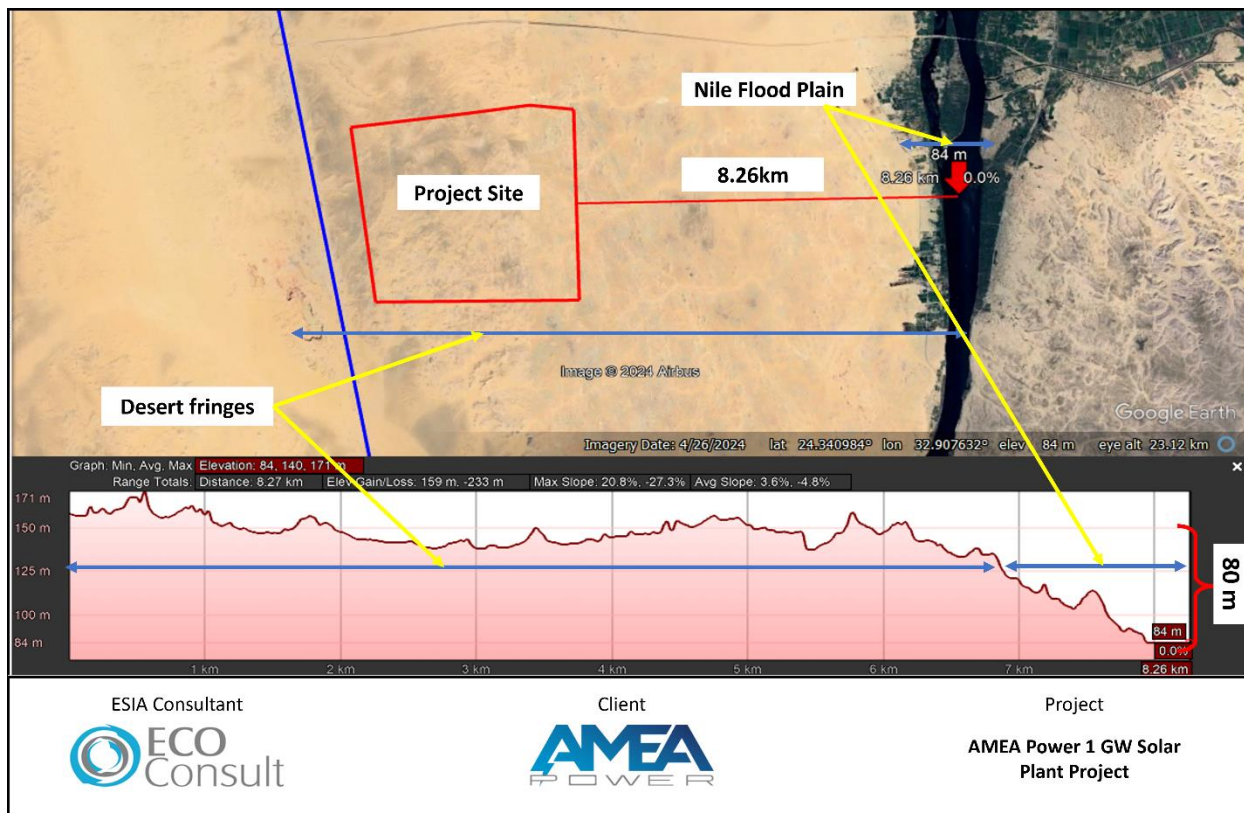 Nile Flood Plain
84 m
8.26 km 0.0%
8.26km
Project Site
Image © 2024 Airbus
Desert fringes
Google Earth
Imagery Date: 4/26/2024 lat 24.340984° lon 32.907632° elev 84 m eye alt 23.12 km
Graph: Min, Avg, Max Elevation: 84, 140, 171 m
Range Totals: Distance: 8.27 km Elev Gain/Loss: 159 m, -233 m Max Slope: 20.8%, -27.3% Avg Slope: 3.6%, -4.8%
171 m
150 m
125 m
100 m
84 m
80 m
84 m
0.0%
1 km 2 km 3 km 4 km 5 km 6 km 7 km 8.26 km
ESIA Consultant
ECO
Consult
Client
AMEA
POWER
Project
AMEA Power 1 GW Solar
Plant Project